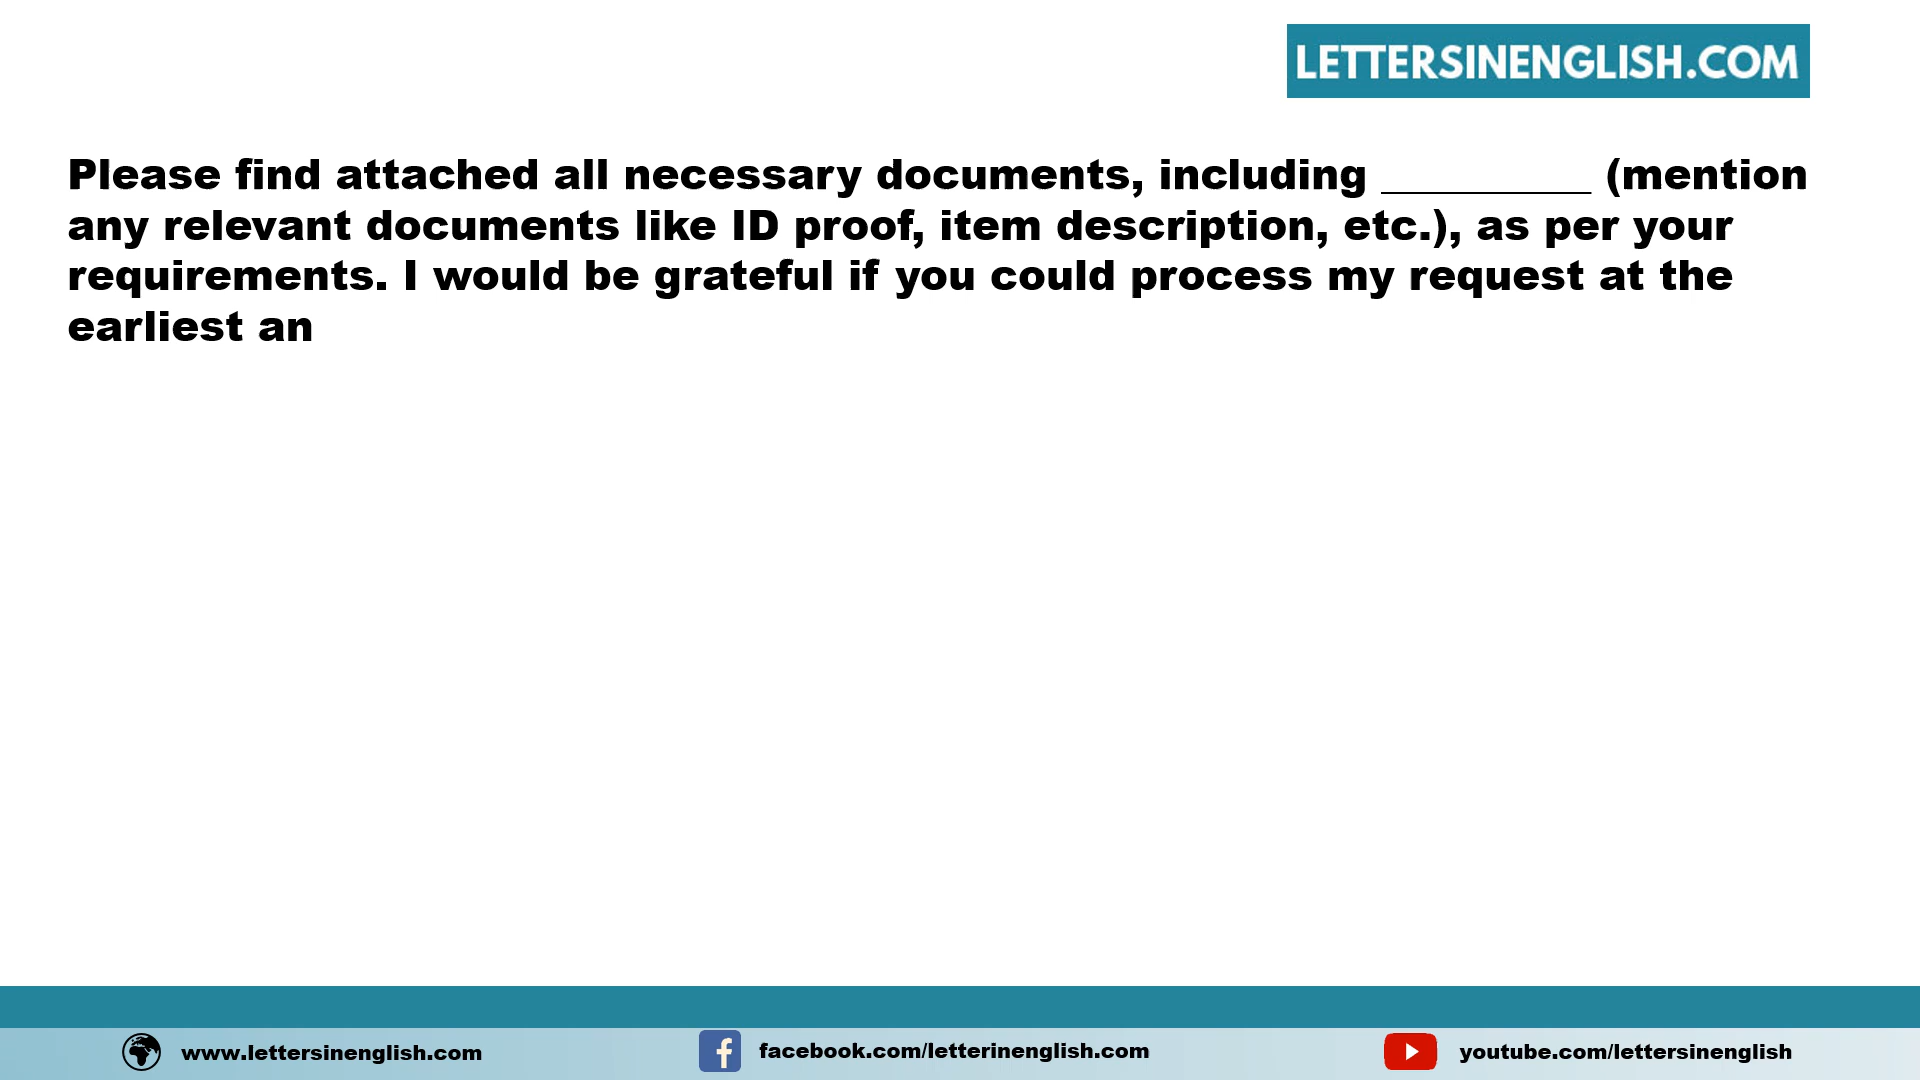 LETTERSINENGLISH.COM
Please find attached all necessary documents, including __________ (mention
any relevant documents like ID proof, item description, etc.), as per your
requirements. I would be grateful if you could process my request at the
earliest an
www.lettersinenglish.com
facebook.com/letterinenglish.com
youtube.com/lettersinenglish